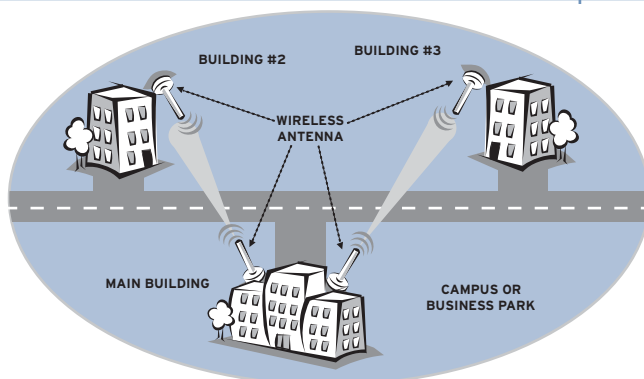 BUILDING #2
BUILDING #3
WIRELESS
ANTENNA
MAIN BUILDING
CAMPUS OR
BUSINESS PARK